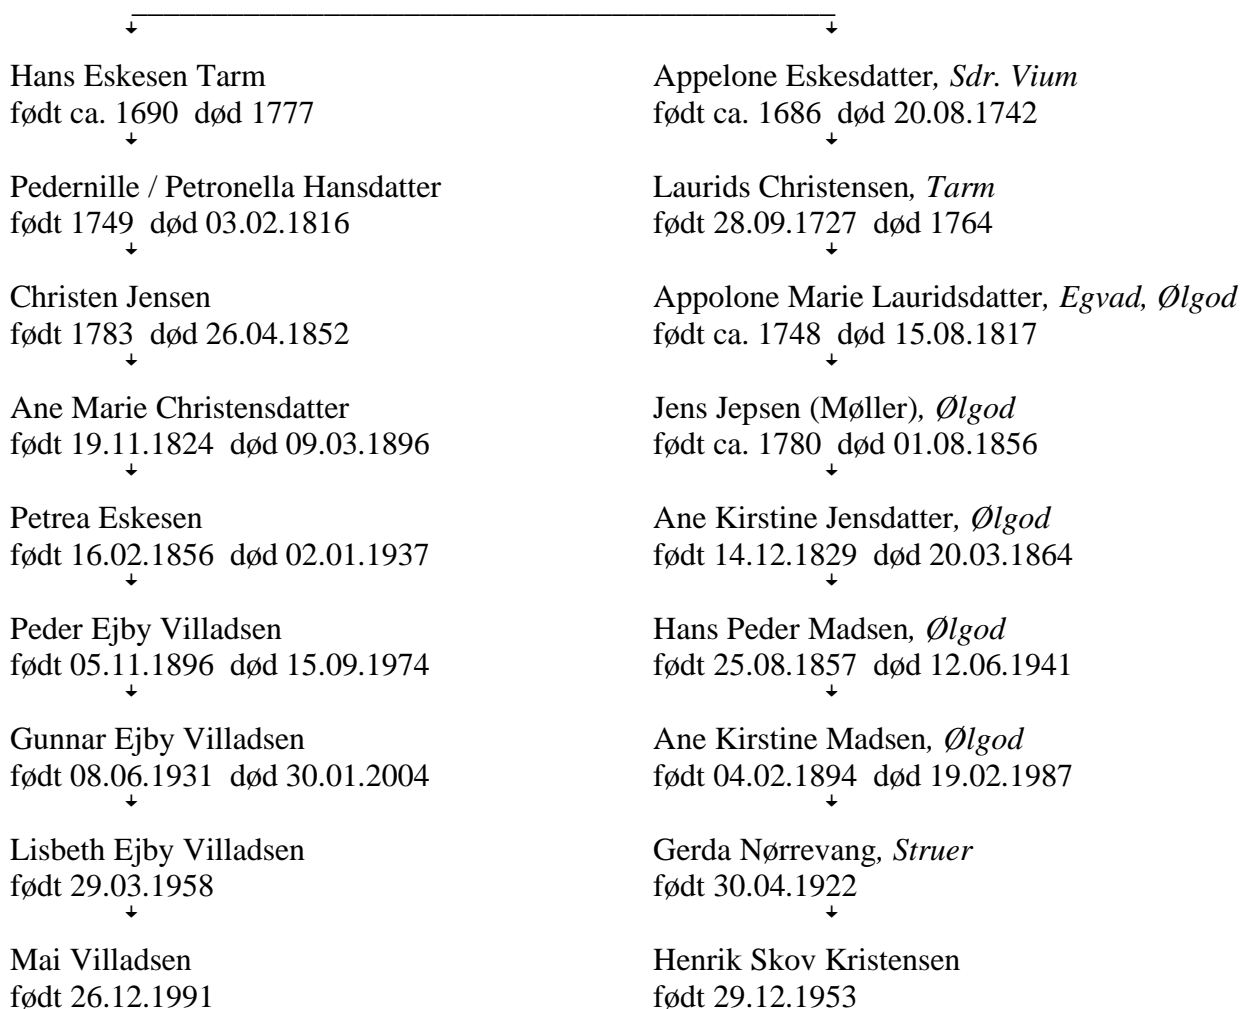 Hans Eskesen Tarm
født ca. 1690 død 1777
Pedernille / Petronella Hansdatter
født 1749 død 03.02.1816
Christen Jensen
født 1783 død 26.04.1852
Ane Marie Christensdatter
født 19.11.1824 død 09.03.1896
Petrea Eskesen
født 16.02.1856 død 02.01.1937
Peder Ejby Villadsen
født 05.11.1896 død 15.09.1974
Gunnar Ejby Villadsen
født 08.06.1931 død 30.01.2004
Lisbeth Ejby Villadsen
født 29.03.1958
Mai Villadsen
født 26.12.1991
Appelone Eskesdatter, Sdr. Vium
født ca. 1686 død 20.08.1742
Laurids Christensen, Tarm
født 28.09.1727 død 1764
Appolone Marie Lauridsdatter, Egvad, Ølgod
født ca. 1748 død 15.08.1817
Jens Jepsen (Møller), Ølgod
født ca. 1780 død 01.08.1856
Ane Kirstine Jensdatter, Ølgod
født 14.12.1829 død 20.03.1864
Hans Peder Madsen, Ølgod
født 25.08.1857 død 12.06.1941
Ane Kirstine Madsen, Ølgod
født 04.02.1894 død 19.02.1987
Gerda Nørrevang, Struer
født 30.04.1922
Henrik Skov Kristensen
født 29.12.1953